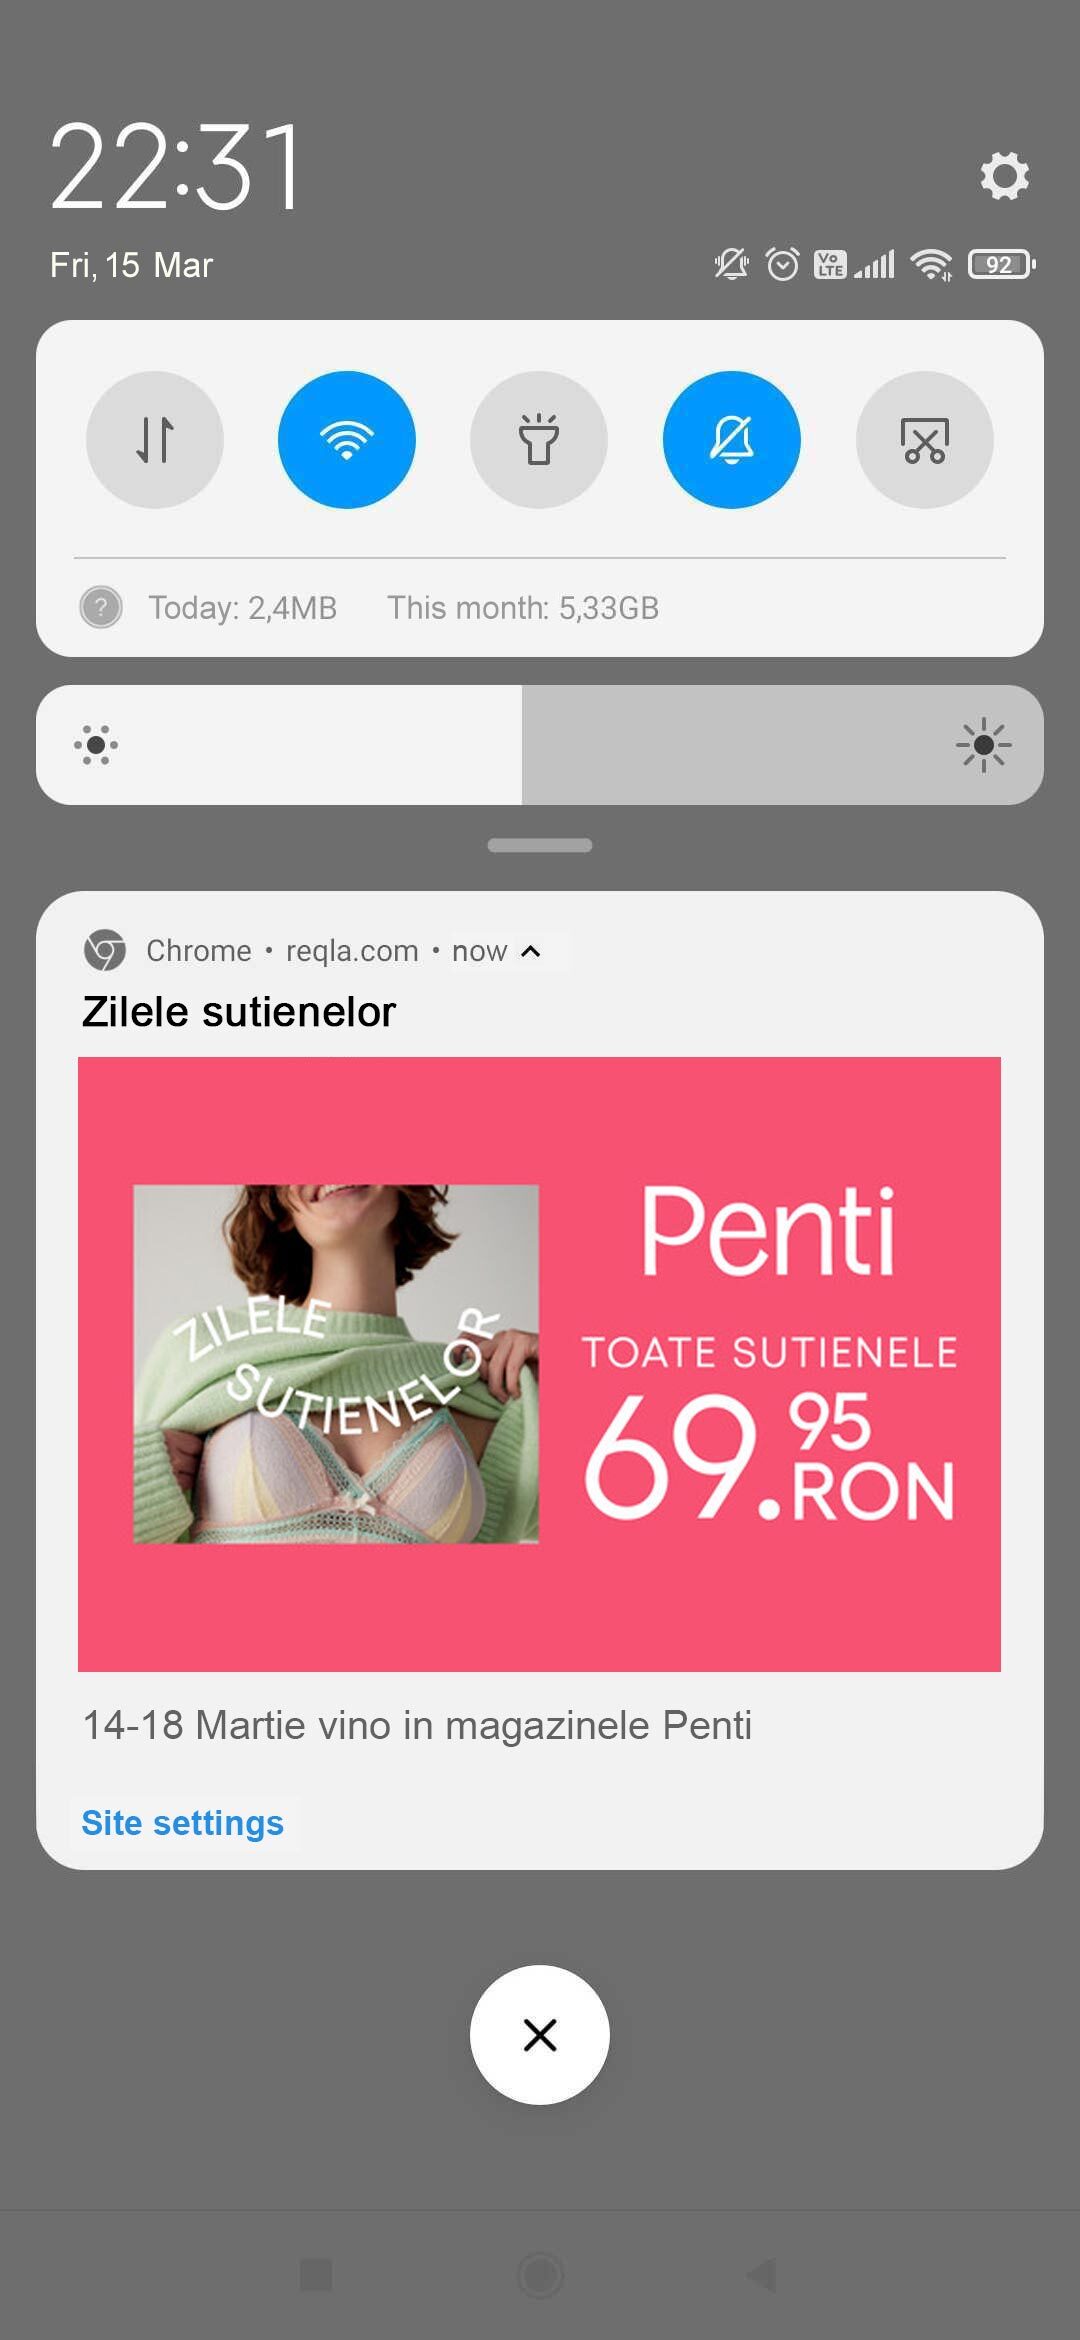 22:31
Fri, 15 Mar
Vo LTE
92
?
Today: 2,4MB This month: 5,33GB
Chrome • reqla.com • now
Zilele sutienelor
ZILELE
SUTIENELOR
Penti
TOATE SUTIENELE
69.95 RON
14-18 Martie vino in magazinele Penti
Site settings